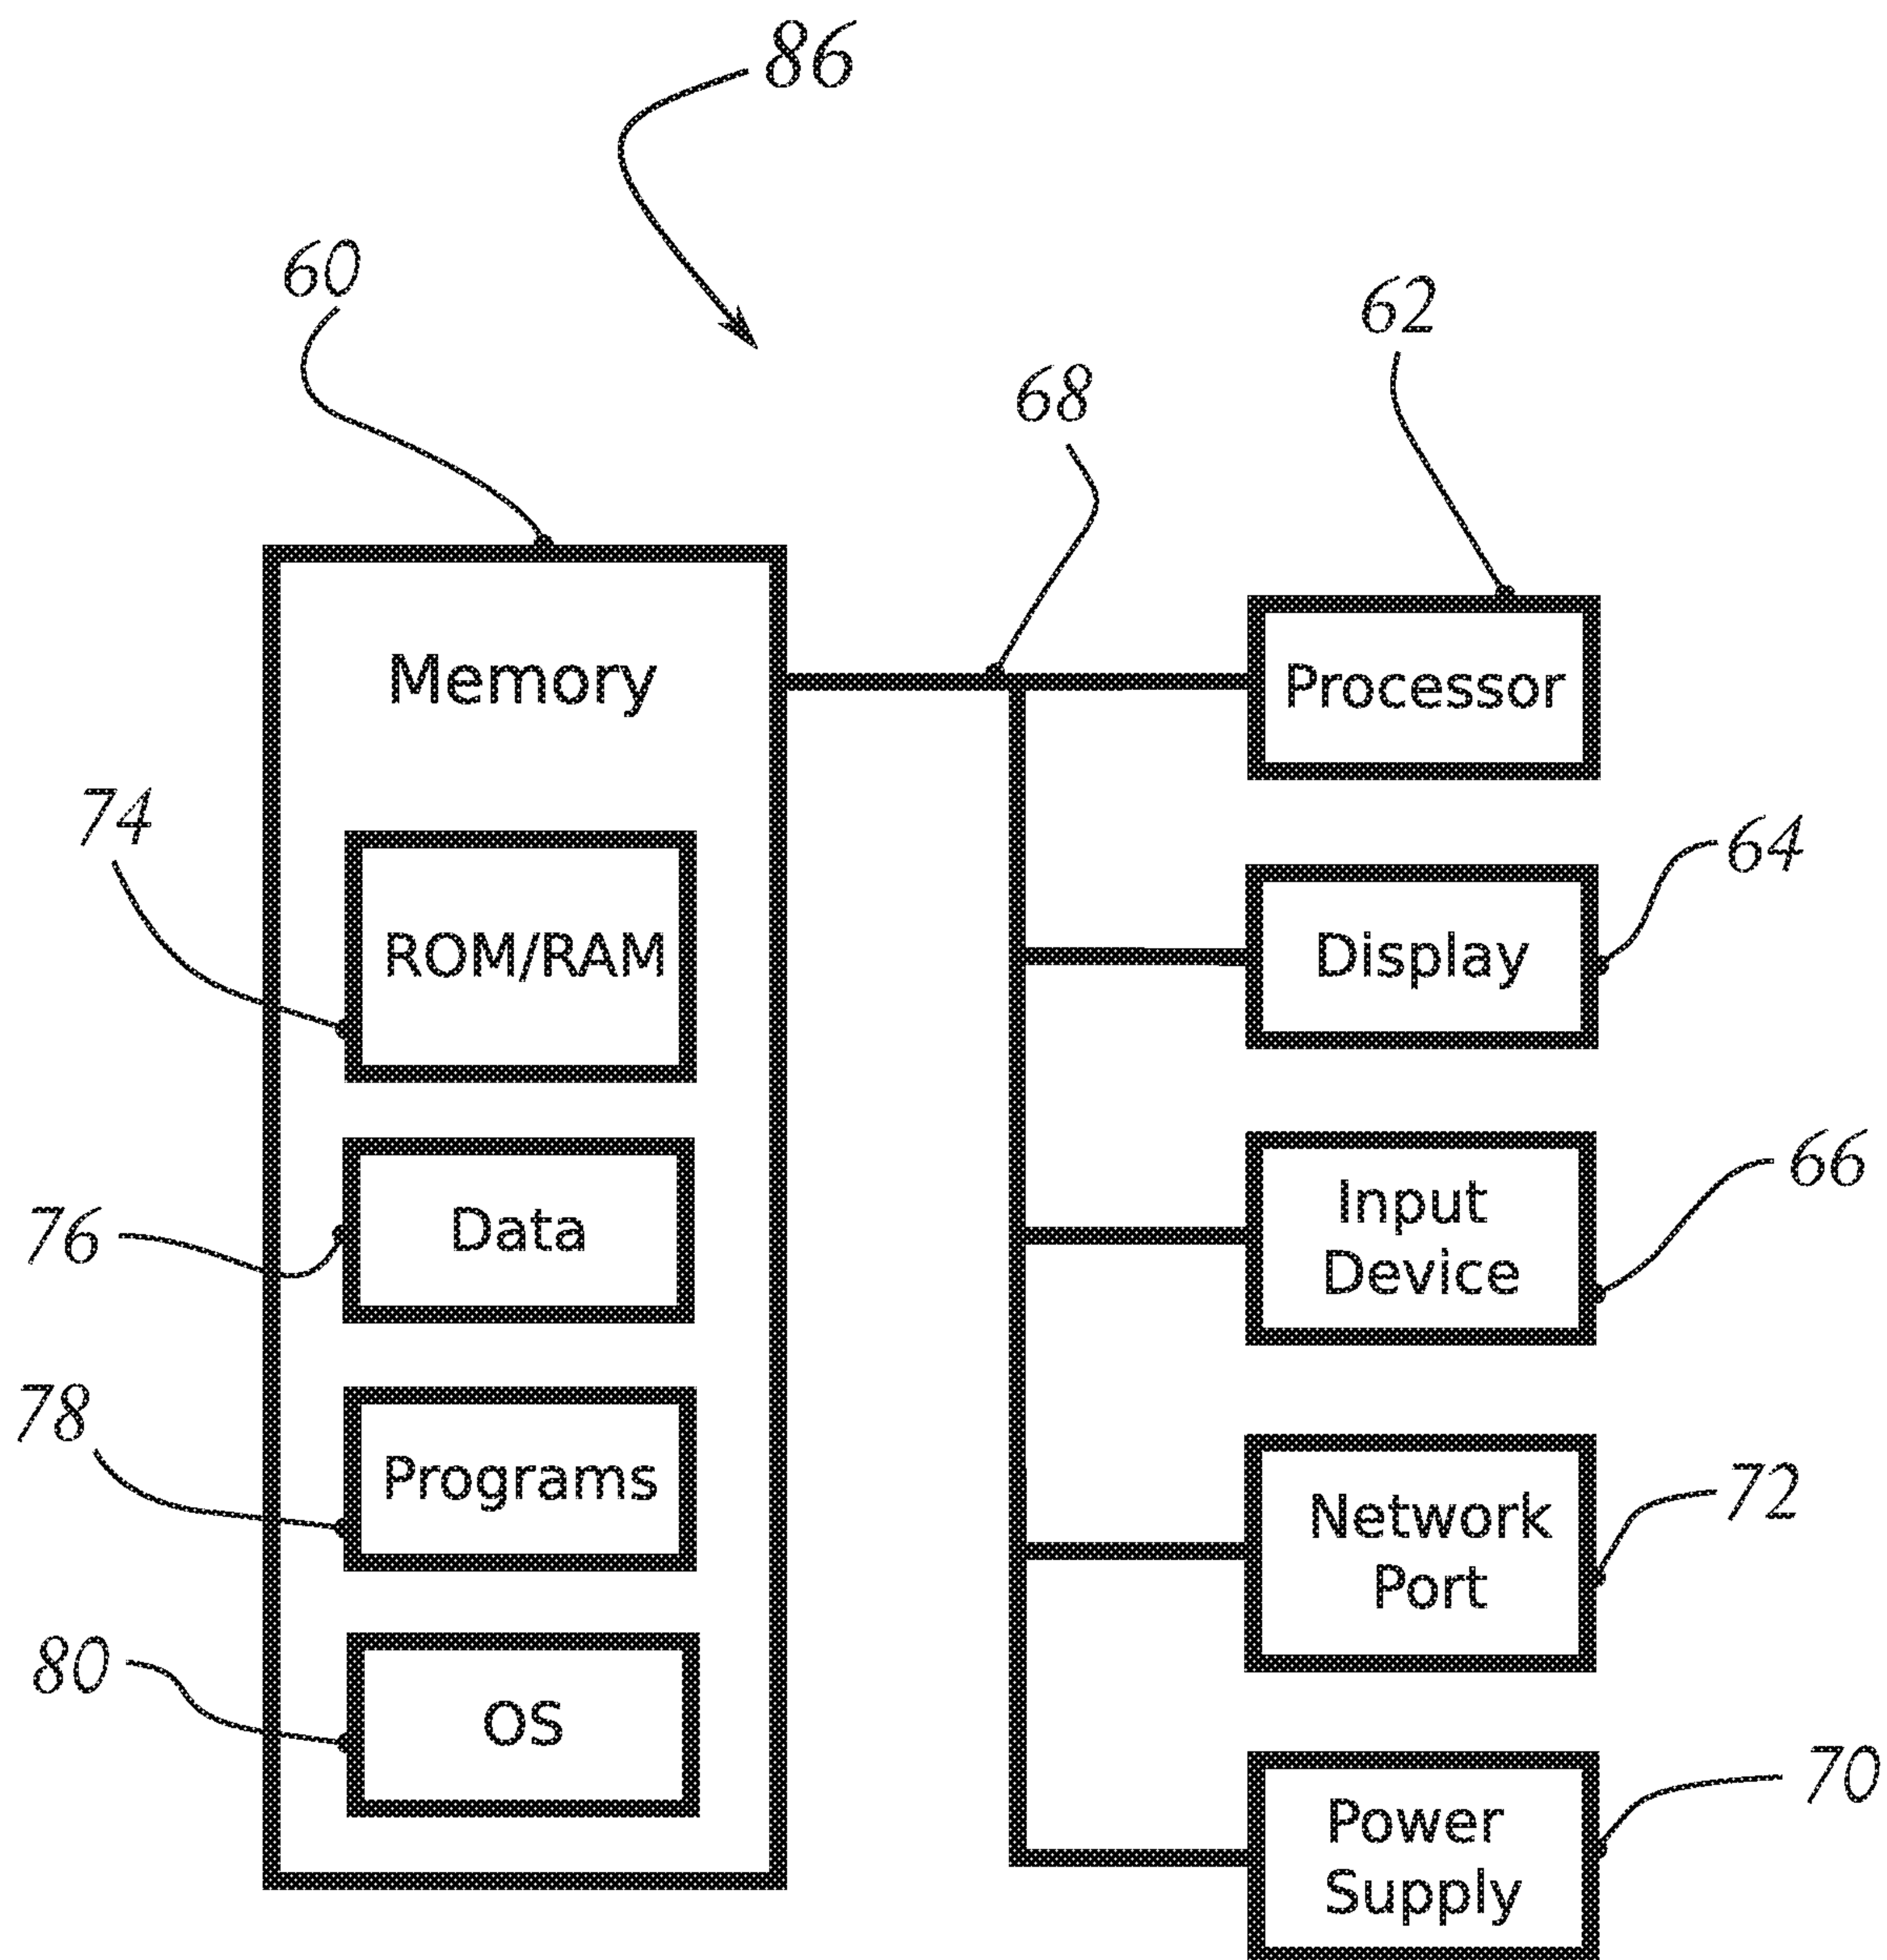 86
60
62
68
Memory
Processor
74
64
ROM/RAM
Display
66
Input
Device
76
Data
78
Programs
Network
Port
72
80
OS
70
Power
Supply